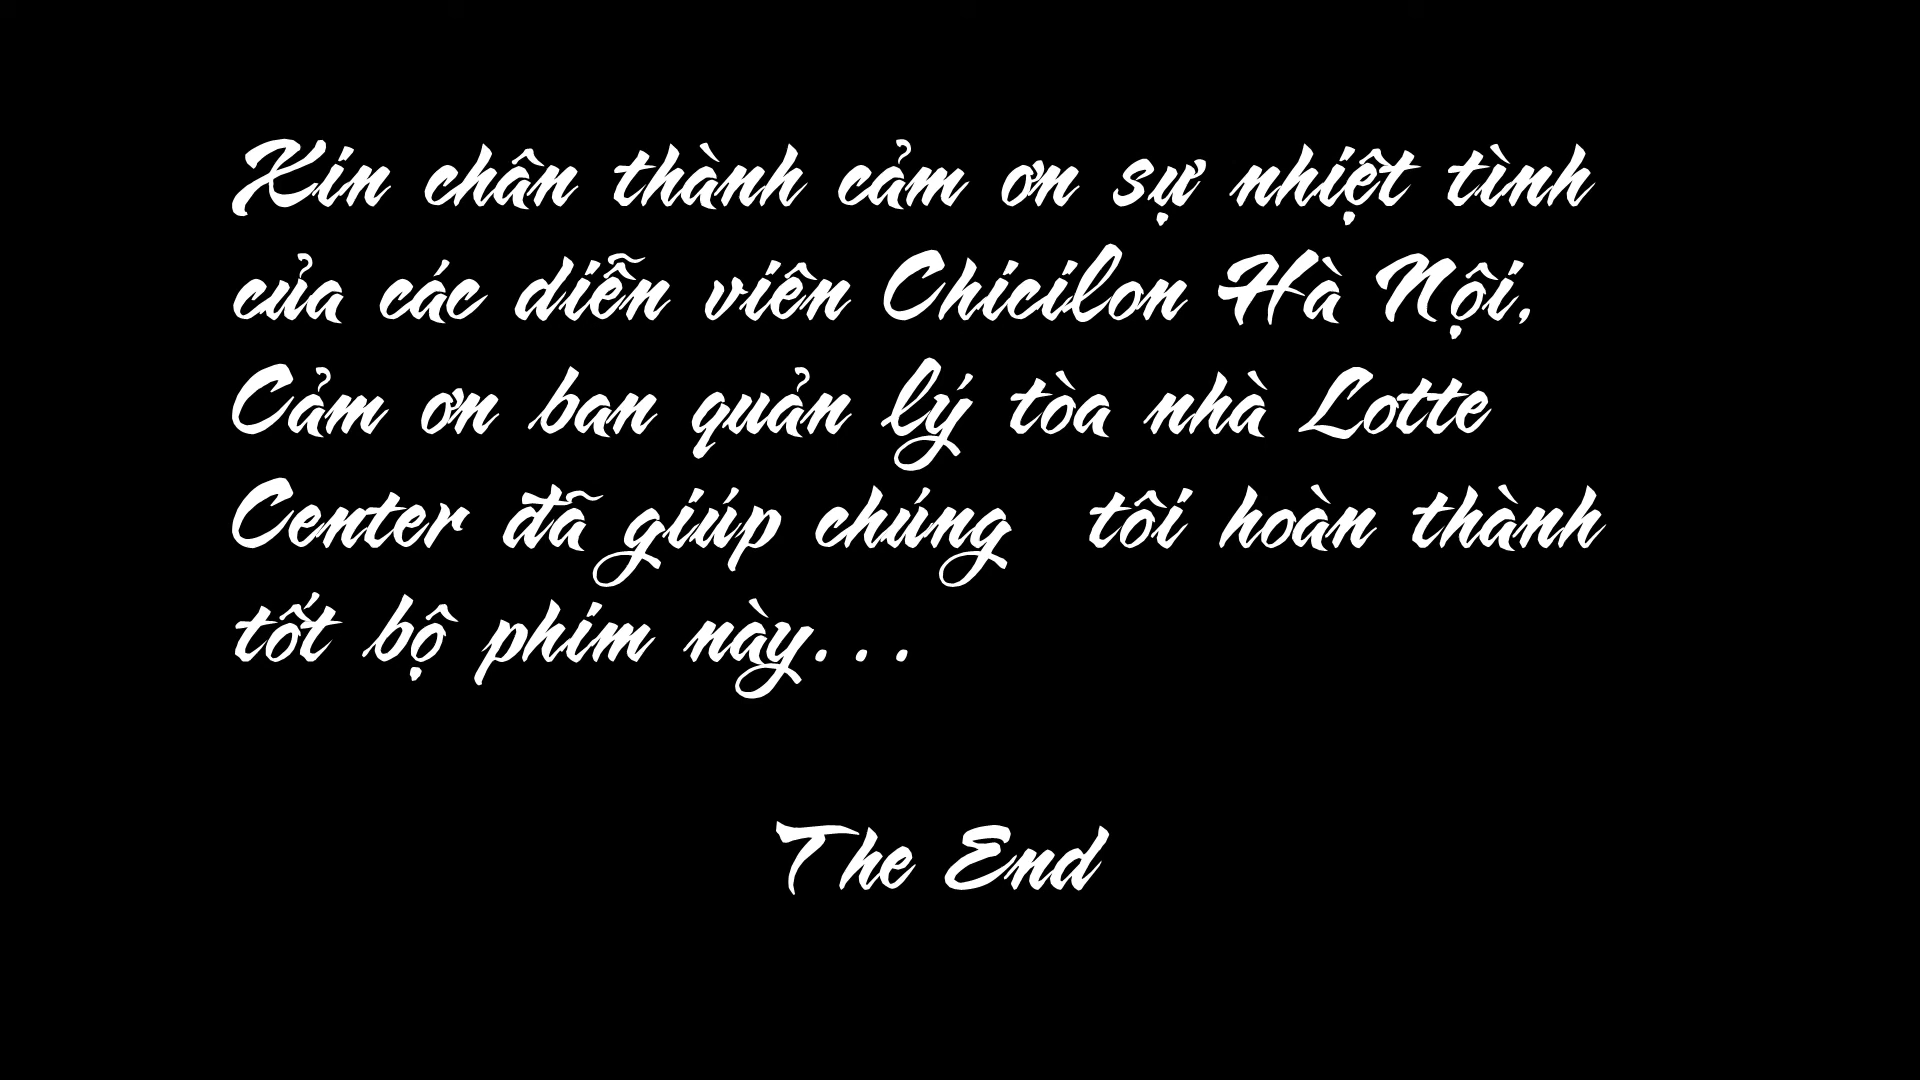 Xin chân thành cảm ơn sự nhiệt tình
của các diễn viên Chicilon Hà Nội,
Cảm ơn ban quản lý tòa nhà Lotte
Center đã giúp chúng  tôi hoàn thành
tốt bộ phim này...
The End